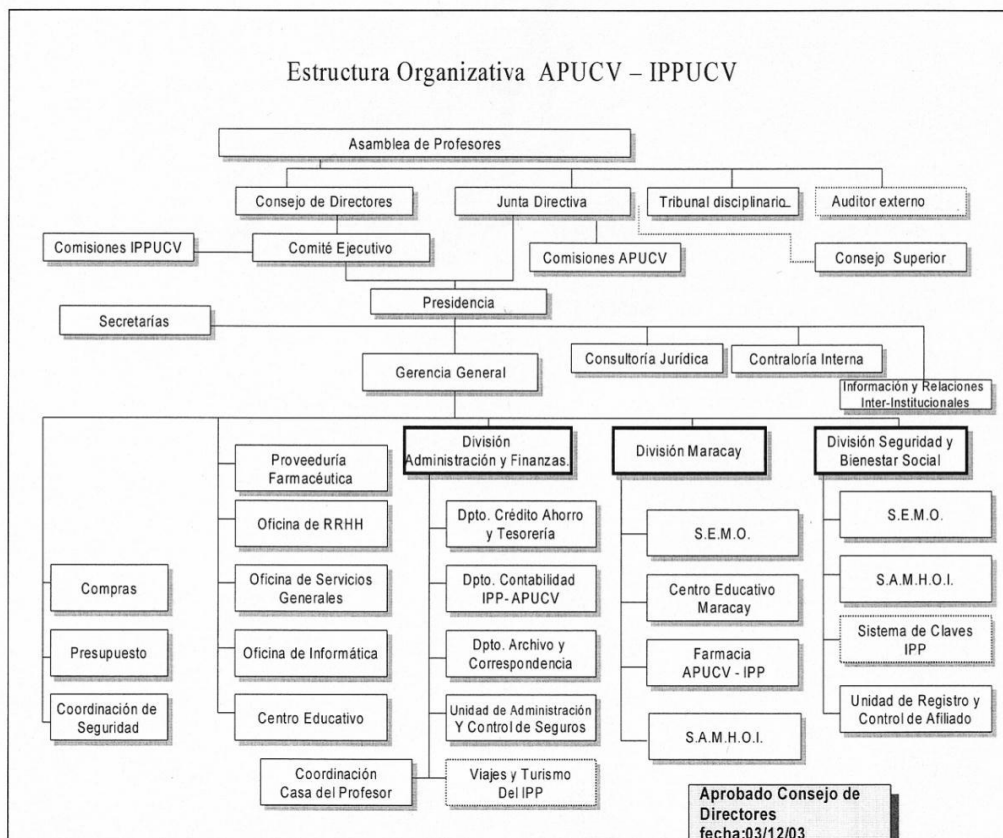 Estructura Organizativa APUCV – IPPUCV
Asamblea de Profesores
Consejo de Directores
Junta Directiva
Tribunal disciplinario
Auditor externo
Comisiones IPPUCV
Comité Ejecutivo
Comisiones APUCV
Consejo Superior
Presidencia
Secretarías
Gerencia General
Consultoría Jurídica
Contraloría Interna
Información y Relaciones
Inter-Institucionales
Compras
Presupuesto
Coordinación de
Seguridad
Proveeduría
Farmacéutica
Oficina de RRHH
Oficina de Servicios
Generales
Oficina de Informática
Centro Educativo
División
Administración y Finanzas.
Dpto. Crédito Ahorro
y Tesorería
Dpto. Contabilidad
IPP- APUCV
Dpto. Archivo y
Correspondencia
Unidad de Administración
Y Control de Seguros
Coordinación
Casa del Profesor
Viajes y Turismo
Del IPP
División Maracay
S.E.M.O.
Centro Educativo
Maracay
Farmacia
APUCV - IPP
S.A.M.H.O.I.
División Seguridad y
Bienestar Social
S.E.M.O.
S.A.M.H.O.I.
Sistema de Claves
IPP
Unidad de Registro y
Control de Afiliado
Aprobado Consejo de
Directores
fecha:03/12/03